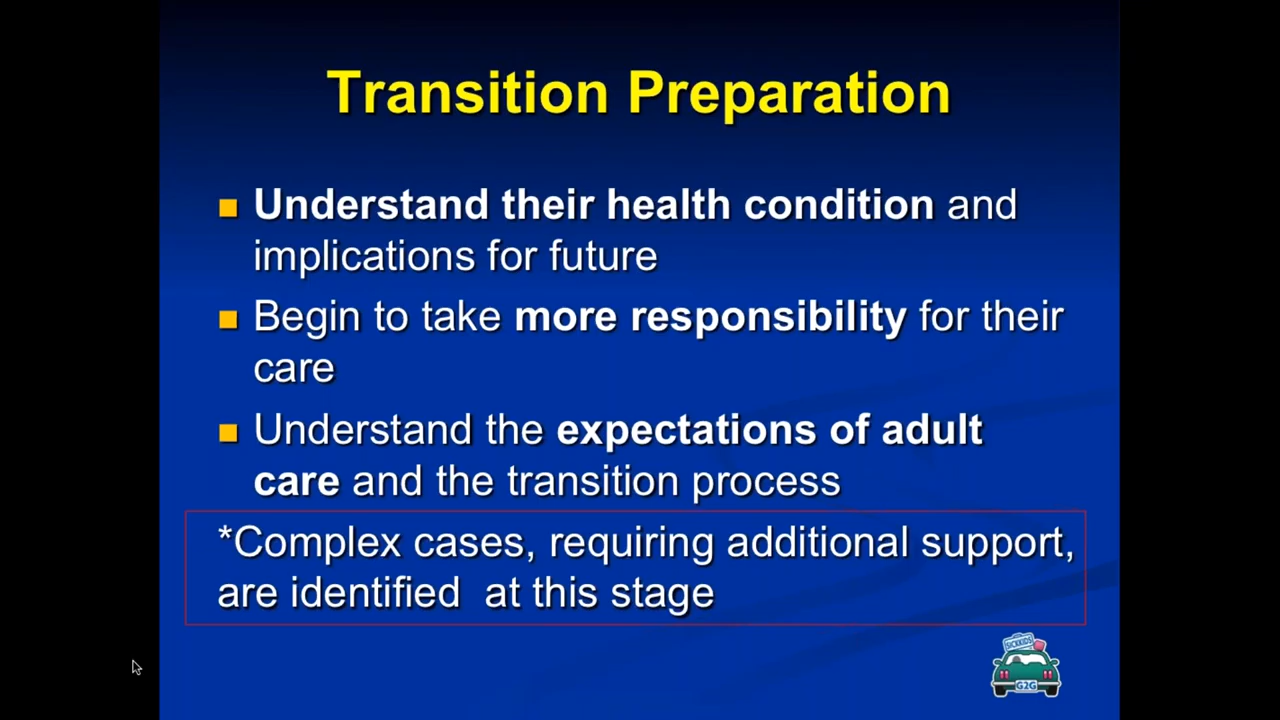 Transition Preparation
Understand their health condition and
implications for future
Begin to take more responsibility for their
care
Understand the expectations of adult
care and the transition process
*Complex cases, requiring additional support,
are identified  at this stage
G2G